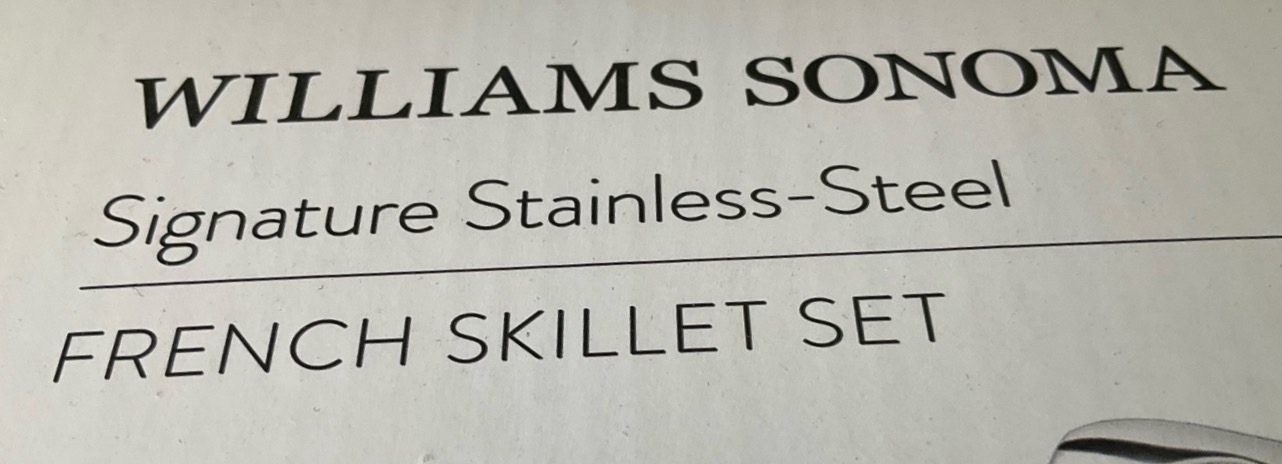 WILLIAMS SONOMA
Signature Stainless-Steel
FRENCH SKILLET SET